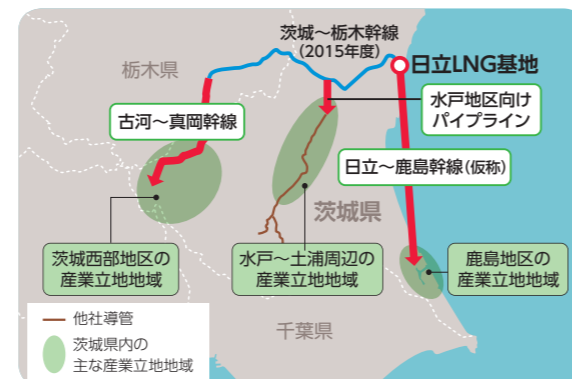 茨城〜栃木幹線
(2015年度)
栃木県
日立LNG基地
水戸地区向け
パイプライン
古河〜真岡幹線
日立〜鹿島幹線(仮称)
茨城県
茨城西部地区の
産業立地地域
水戸〜土浦周辺の
産業立地地域
鹿島地区の
産業立地地域
千葉県
他社導管
茨城県内の
主な産業立地地域